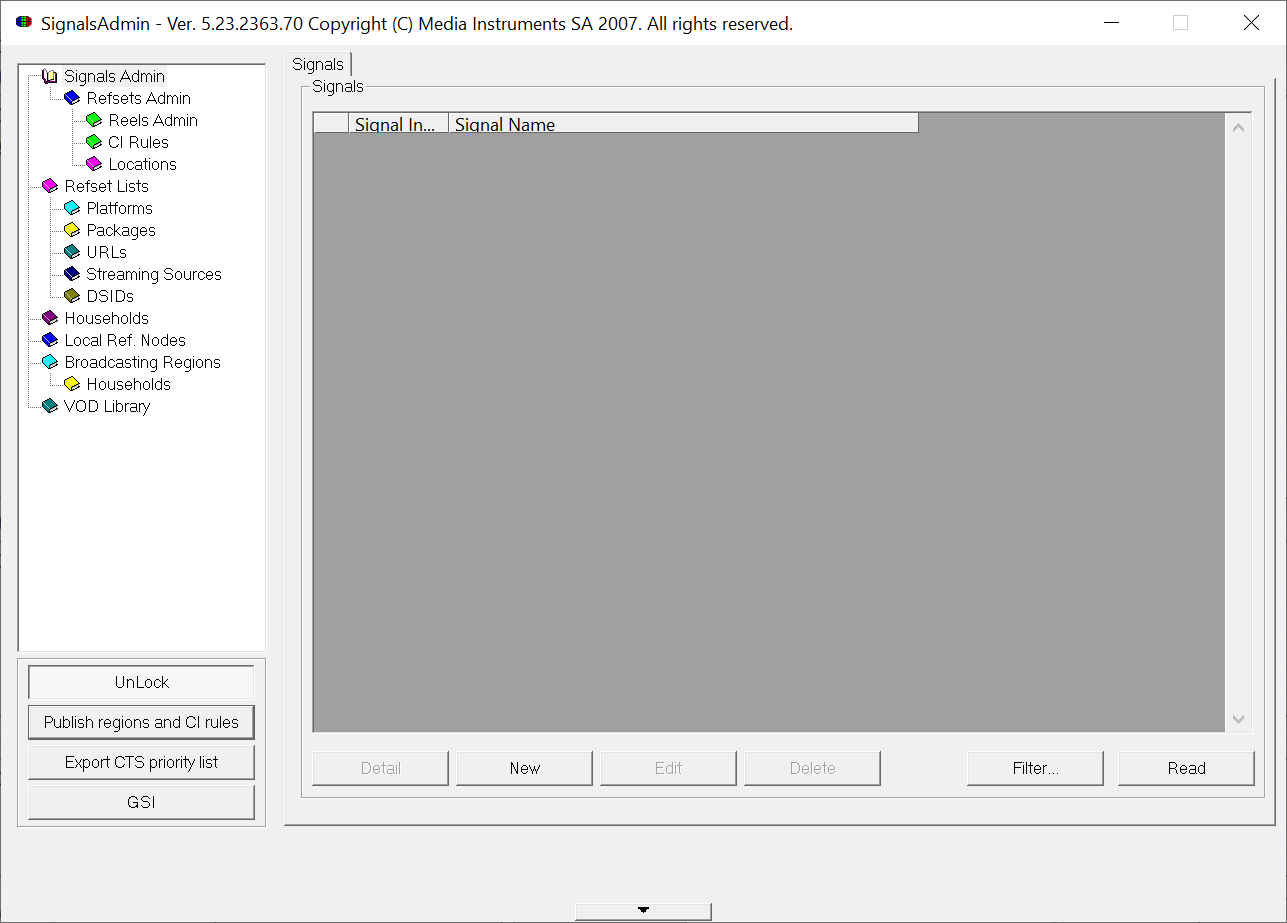 SignalsAdmin - Ver. 5.23.2363.70 Copyright (C) Media Instruments SA 2007. All rights reserved.
Signals Admin
Refsets Admin
Reels Admin
CI Rules
Locations
Refset Lists
Platforms
Packages
URLs
Streaming Sources
DSIDs
Households
Local Ref. Nodes
Broadcasting Regions
Households
VOD Library
UnLock
Publish regions and CI rules
Export CTS priority list
GSI
Signals
Signals
Signal In... Signal Name
Detail New Edit Delete Filter... Read